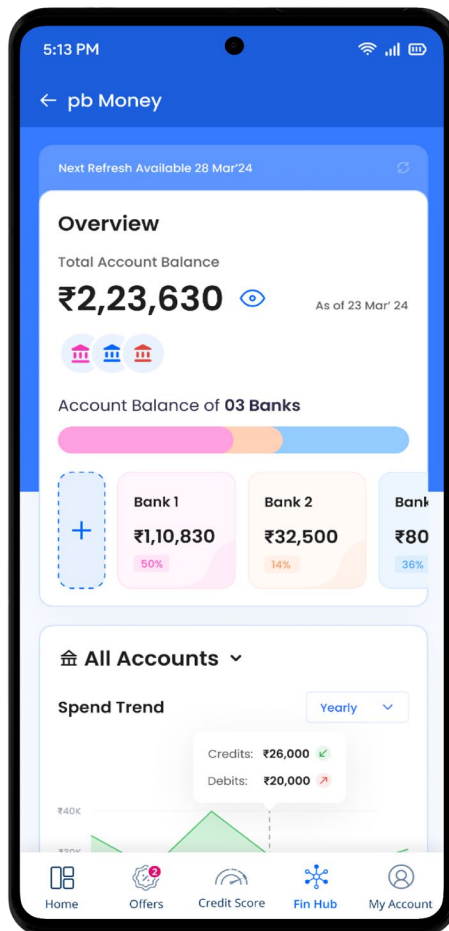 5:13 PM
pb Money
Next Refresh Available 28 Mar'24
Overview
Total Account Balance
₹2,23,630
As of 23 Mar' 24
Account Balance of 03 Banks
Bank 1
₹1,10,830
50%
Bank 2
₹32,500
14%
Bank
₹80
36%
All Accounts
Spend Trend
Yearly
Credits: ₹26,000
Debits: ₹20,000
₹40K
₹30K
2
Home
Offers
Credit Score
Fin Hub
My Account